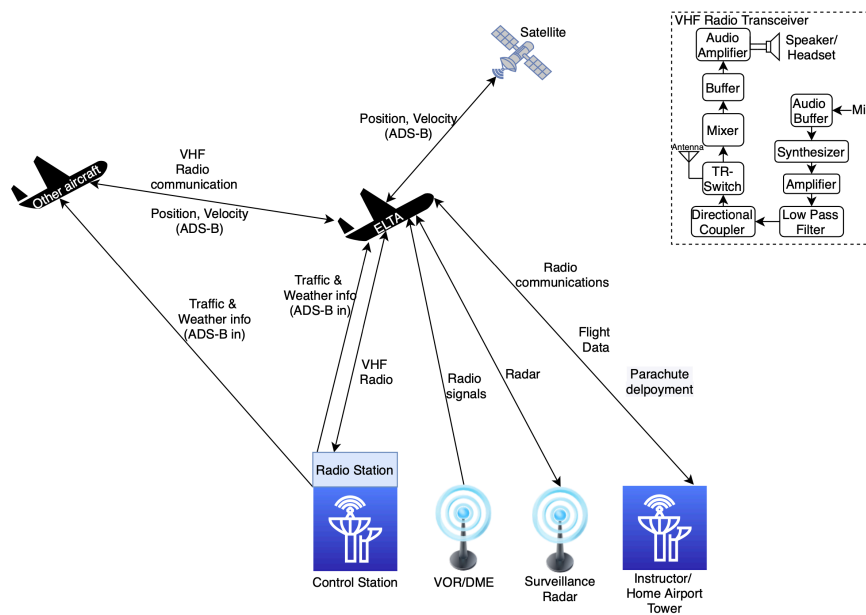 VHF Radio Transceiver
Audio
Amplifier
Speaker/
Headset
Buffer
Audio
Buffer
Mi
Mixer
Synthesizer
Antenna
TR-
Switch
Amplifier
Directional
Coupler
Low Pass
Filter
Satellite
Position, Velocity
(ADS-B)
VHF
Radio
communication
Other aircraft
Position, Velocity
(ADS-B)
ELTA
Traffic &
Weather info
(ADS-B in)
Traffic &
Weather info
(ADS-B in)
VHF
Radio
Radio
signals
Radar
Radio
communications
Flight
Data
Parachute
delpoyment
Radio Station
Control Station
VOR/DME
Surveillance
Radar
Instructor/
Home Airport
Tower